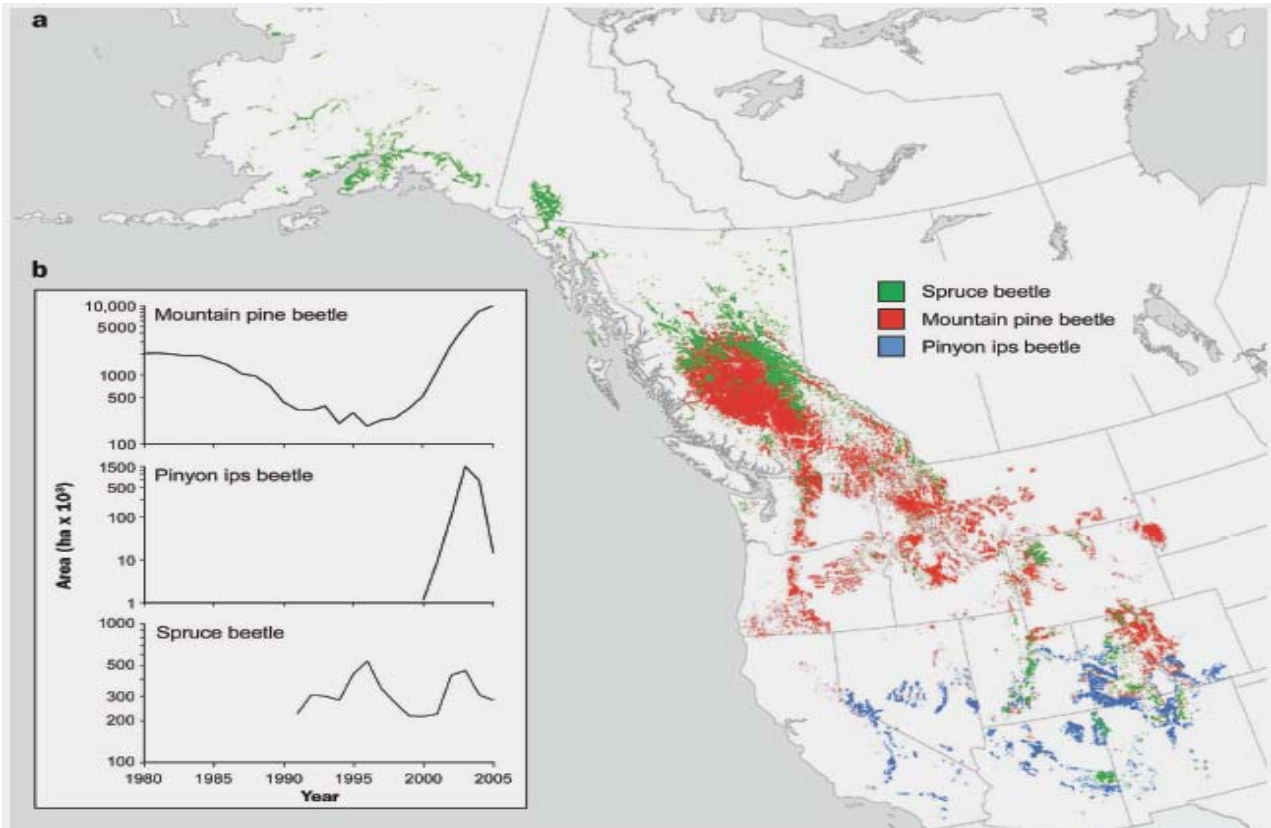 a
Spruce beetle
Mountain pine beetle
Pinyon ips beetle
b
Area (ha x 10³)
Mountain pine beetle
10,000
5000
1000
500
100
Pinyon ips beetle
1500
500
100
10
1
Spruce beetle
1000
500
300
200
100
1980 1985 1990 1995 2000 2005
Year